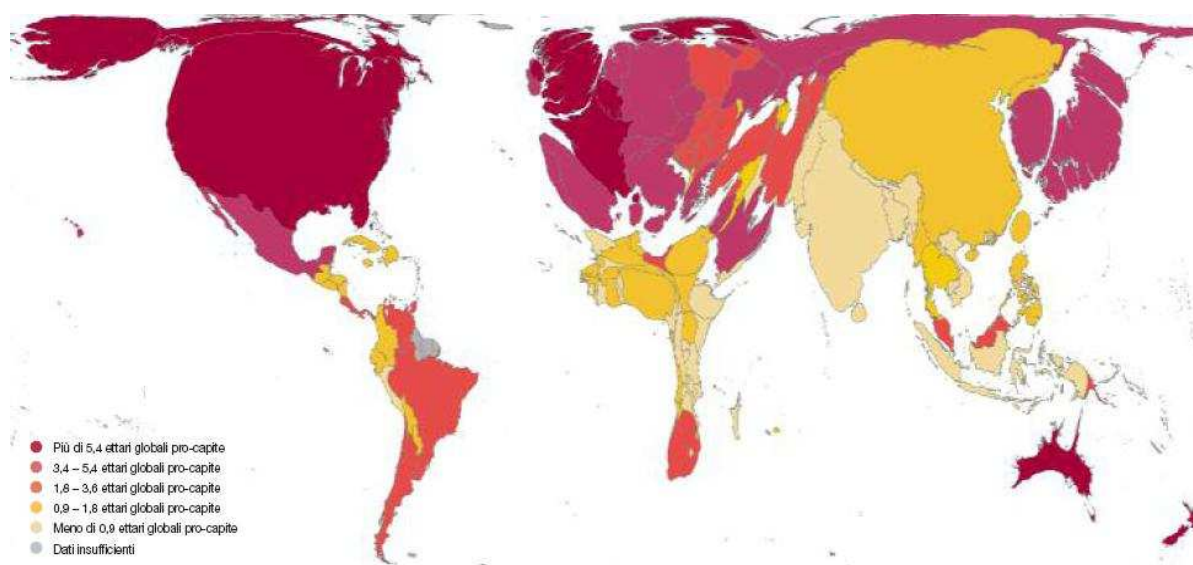 Più di 5,4 ettari globali pro-capite
3,4 – 5,4 ettari globali pro-capite
1,8 – 3,6 ettari globali pro-capite
0,9 – 1,8 ettari globali pro-capite
Meno di 0,9 ettari globali pro-capite
Dati insufficienti